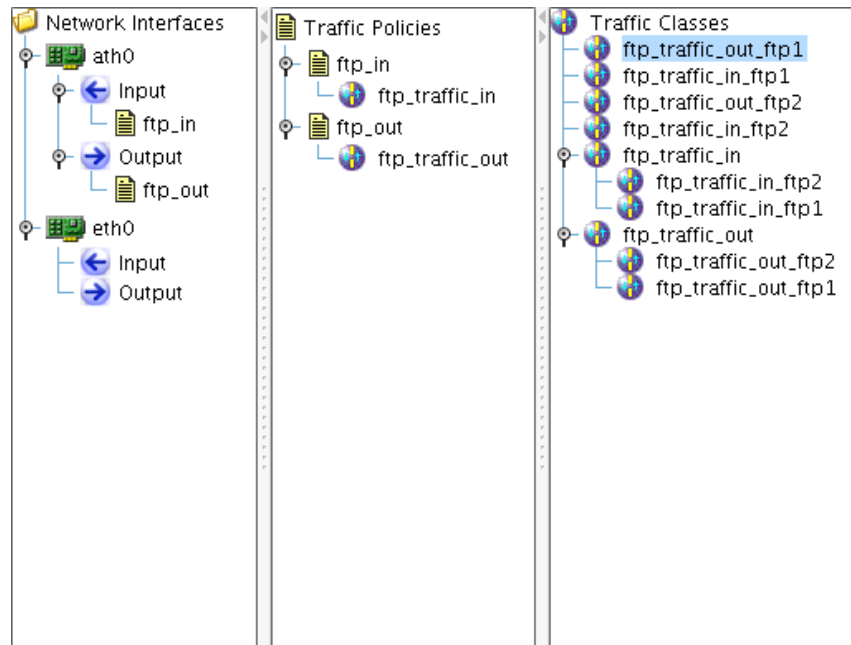 Network Interfaces
ath0
Input
ftp_in
Output
ftp_out
eth0
Input
Output
Traffic Policies
ftp_in
ftp_traffic_in
ftp_out
ftp_traffic_out
Traffic Classes
ftp_traffic_out_ftp1
ftp_traffic_in_ftp1
ftp_traffic_out_ftp2
ftp_traffic_in_ftp2
ftp_traffic_in
ftp_traffic_in_ftp2
ftp_traffic_in_ftp1
ftp_traffic_out
ftp_traffic_out_ftp2
ftp_traffic_out_ftp1